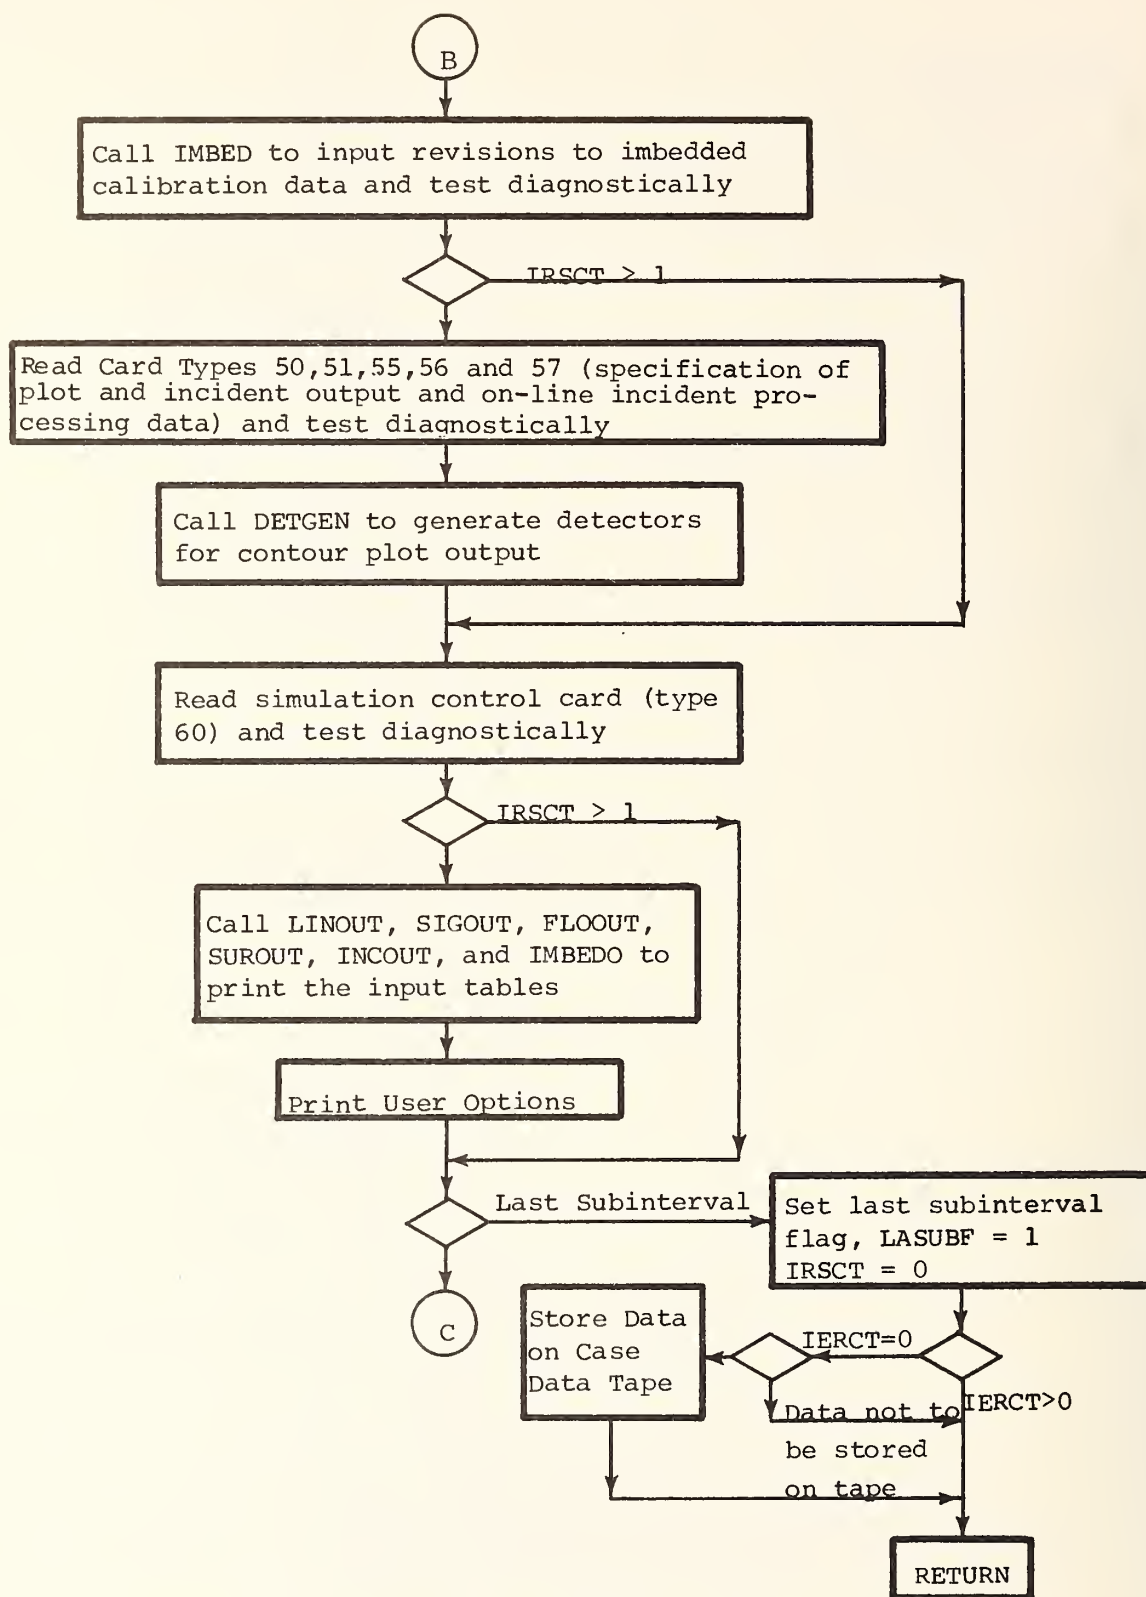 B
Call IMBED to input revisions to imbedded
calibration data and test diagnostically
IRSCT > 1
Read Card Types 50,51,55,56 and 57 (specification of
plot and incident output and on-line incident pro-
cessing data) and test diagnostically
Call DETGEN to generate detectors
for contour plot output
Read simulation control card (type
60) and test diagnostically
IRSCT > 1
Call LINOUT, SIGOUT, FLOOUT,
SUROUT, INCOUT, and IMBEDO to
print the input tables
Print User Options
Last Subinterval
Set last subinterval
flag, LASUBF = 1
IRSCT = 0
C
Store Data
on Case
Data Tape
IERCT=0
IERCT>0
Data not to
be stored
on tape
RETURN